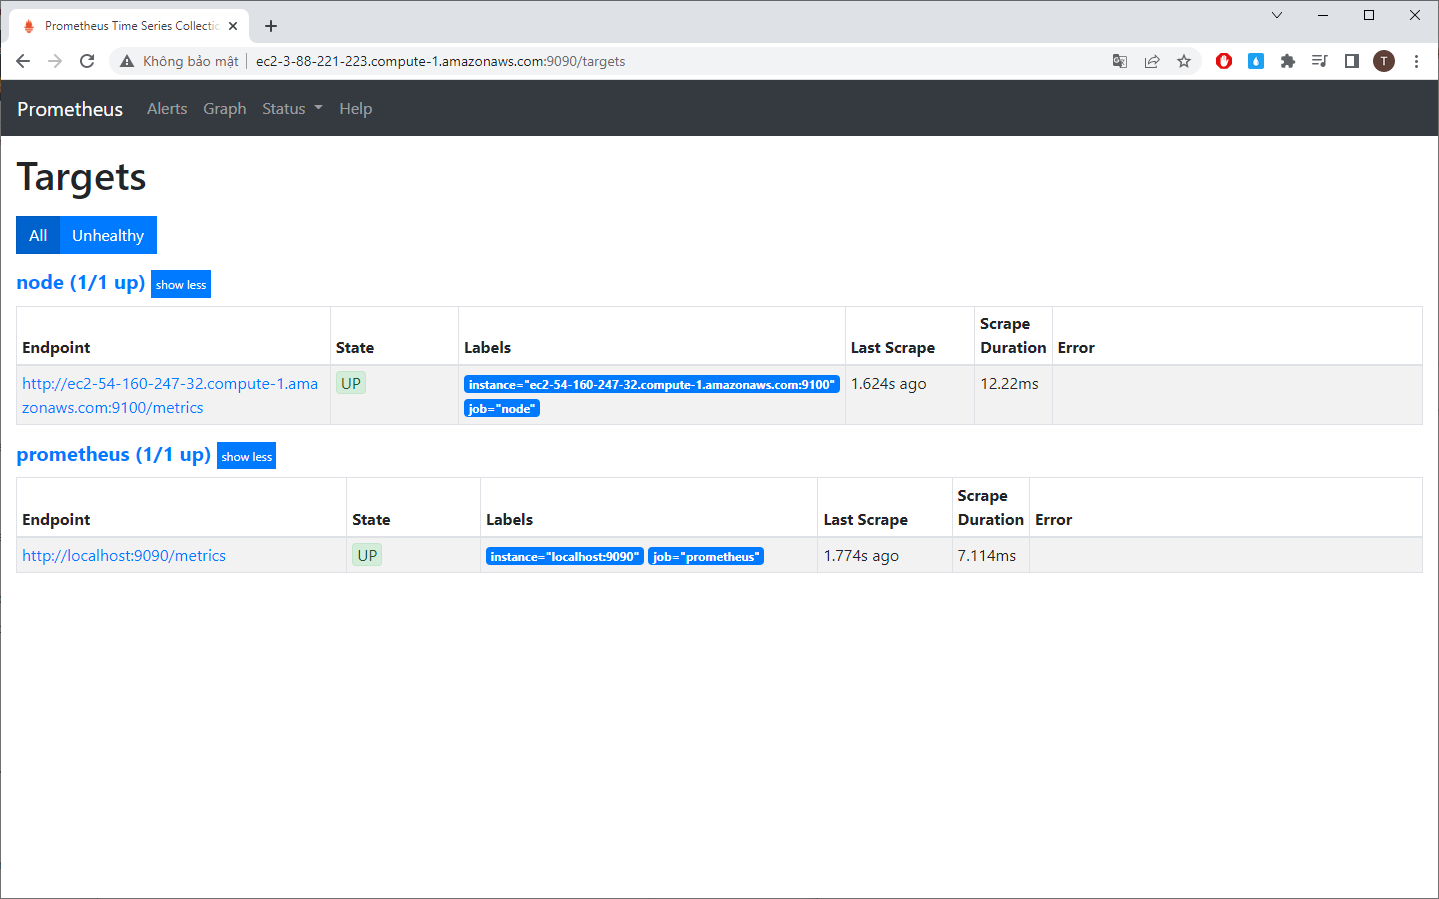 Prometheus Time Series Collectic
Không bảo mật ec2-3-88-221-223.compute-1.amazonaws.com:9090/targets
T
Prometheus Alerts Graph Status Help
Targets
All Unhealthy
node (1/1 up) show less
Endpoint State Labels Last Scrape Scrape Duration Error
http://ec2-54-160-247-32.compute-1.ama UP instance="ec2-54-160-247-32.compute-1.amazonaws.com:9100" 1.624s ago 12.22ms
zonaws.com:9100/metrics job="node"
prometheus (1/1 up) show less
Endpoint State Labels Last Scrape Scrape Duration Error
http://localhost:9090/metrics UP instance="localhost:9090" job="prometheus" 1.774s ago 7.114ms